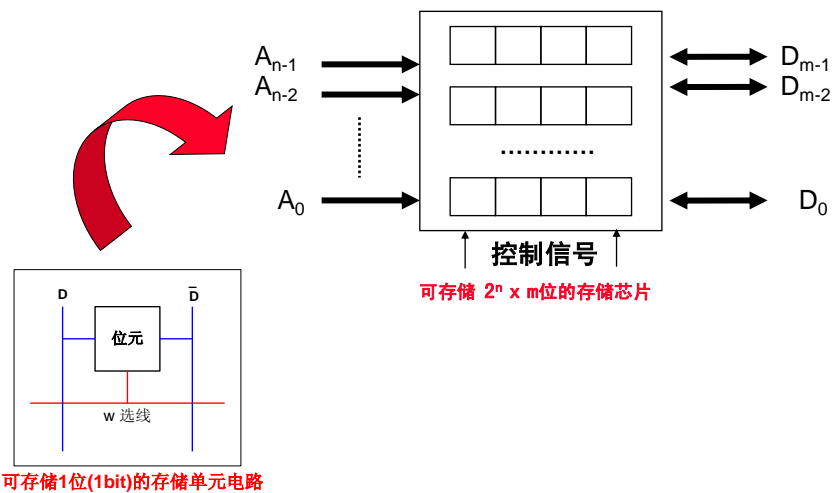 Aₙ₋₁
Aₙ₋₂
A₀
Dₘ₋₁
Dₘ₋₂
D₀
控制信号
可存储 2ⁿ x m位的存储芯片
D D̅
位元
w 选线
可存储1位(1bit)的存储单元电路